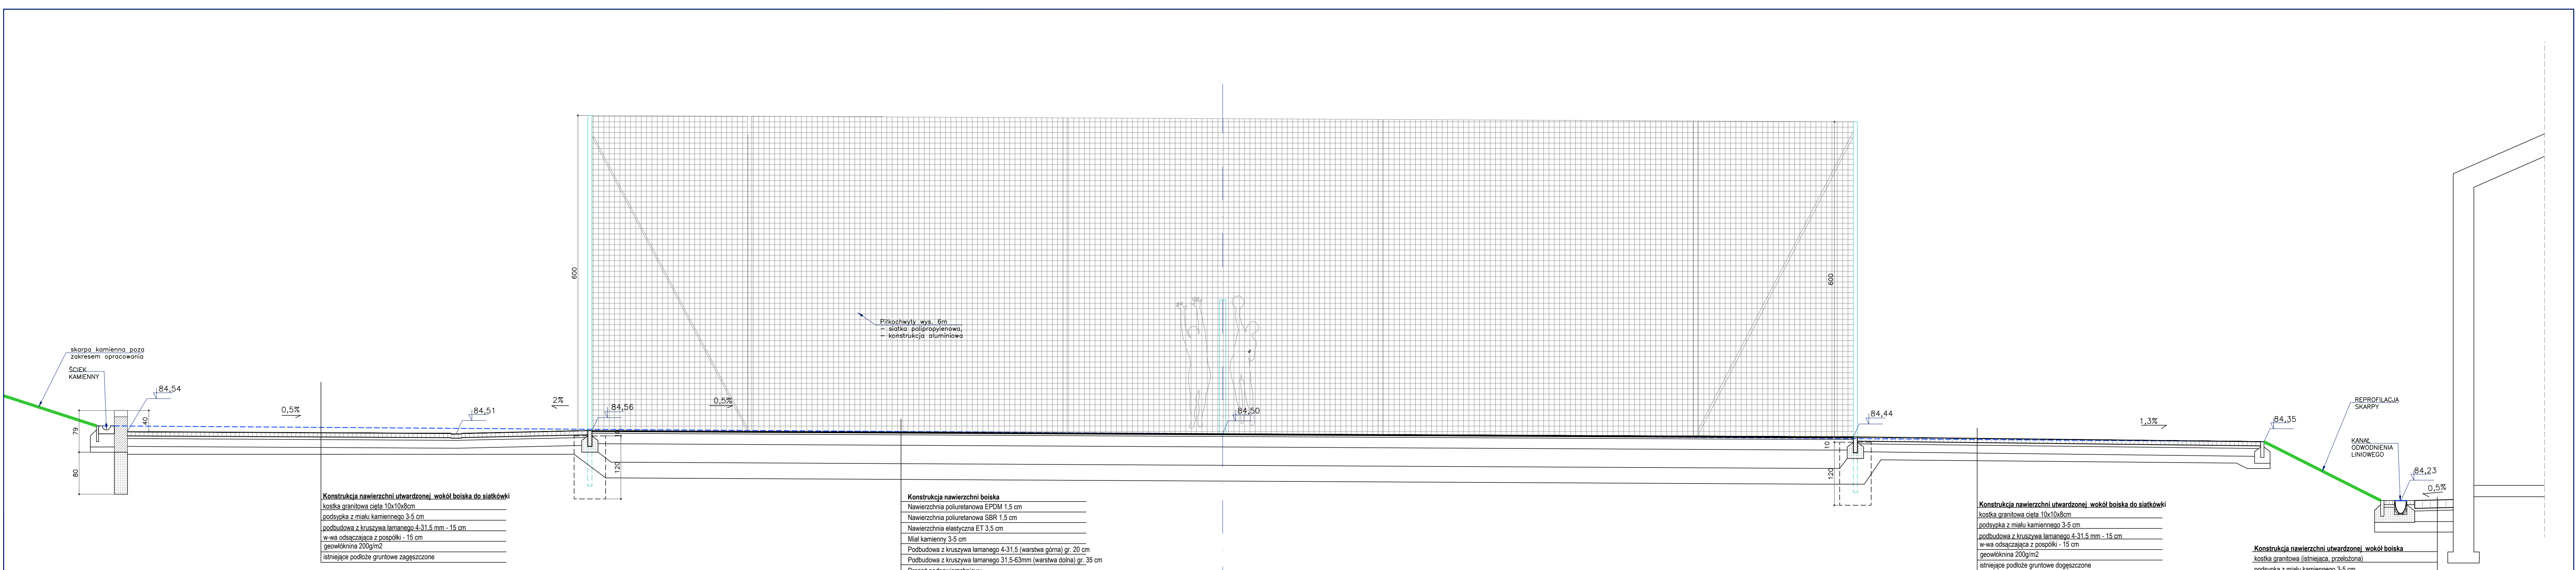 600
600
Piłkochwyty wys. 6m
– siatka polipropylenowa,
– konstrukcja aluminiowa
skarpa kamienna poza
zakresem opracowania
ŚCIEK
KAMIENNY
84,54
0,5%
84,51
2%
84,56
0,5%
84,50
84,44
1,3%
84,35
REPROFILACJA
SKARPY
KANAŁ
ODWODNIENIA
LINIOWEGO
84,23
0,5%
79
40
80
120
10
120
Konstrukcja nawierzchni utwardzonej wokół boiska do siatkówki
kostka granitowa cięta 10x10x8cm
podsypka z miału kamiennego 3-5 cm
podbudowa z kruszywa łamanego 4-31,5 mm - 15 cm
w-wa odsączająca z pospółki - 15 cm
geowłóknina 200g/m2
istniejące podłoże gruntowe zagęszczone
Konstrukcja nawierzchni boiska
Nawierzchnia poliuretanowa EPDM 1,5 cm
Nawierzchnia poliuretanowa SBR 1,5 cm
Nawierzchnia elastyczna ET 3,5 cm
Miał kamienny 3-5 cm
Podbudowa z kruszywa łamanego 4-31,5 (warstwa górna) gr. 20 cm
Podbudowa z kruszywa łamanego 31,5-63mm (warstwa dolna) gr. 35 cm
Konstrukcja nawierzchni utwardzonej wokół boiska do siatkówki
kostka granitowa cięta 10x10x8cm
podsypka z miału kamiennego 3-5 cm
podbudowa z kruszywa łamanego 4-31,5 mm - 15 cm
w-wa odsączająca z pospółki - 15 cm
geowłóknina 200g/m2
istniejące podłoże gruntowe dogęszczone
Konstrukcja nawierzchni utwardzonej wokół boiska
kostka granitowa (istniejąca, przełożona)
podsypka z miału kamiennego 3-5 cm